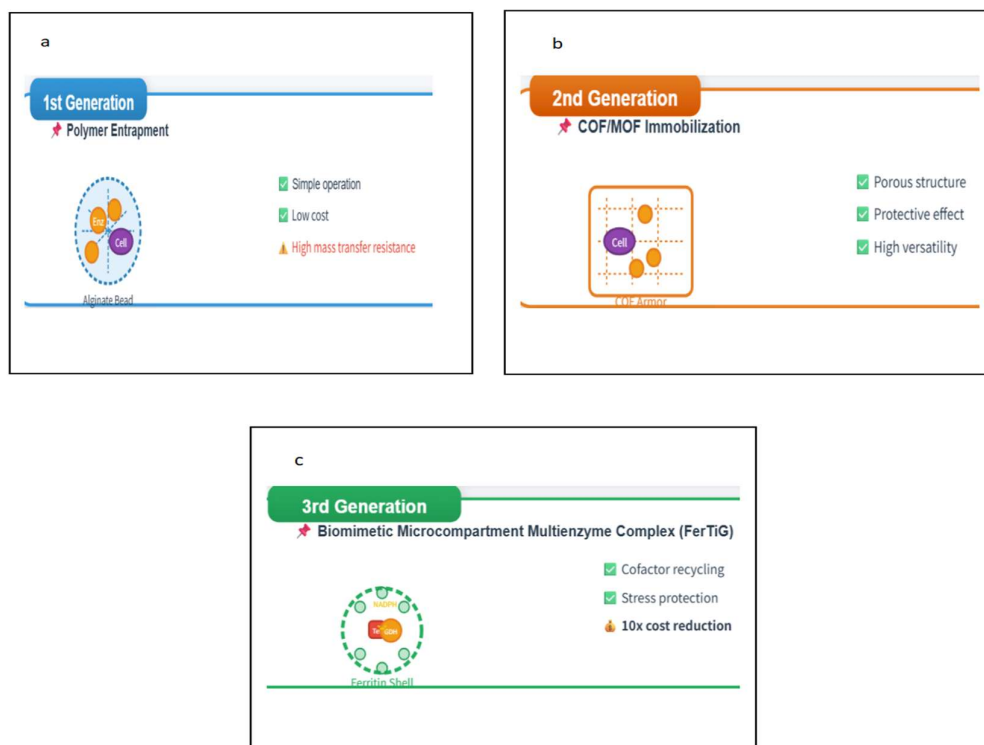 a
1st Generation
📌 Polymer Entrapment
✅ Simple operation
✅ Low cost
⚠️ High mass transfer resistance
Enz
Cell
Alginate Bead
b
2nd Generation
📌 COF/MOF Immobilization
✅ Porous structure
✅ Protective effect
✅ High versatility
Cell
COF Armor
c
3rd Generation
📌 Biomimetic Microcompartment Multienzyme Complex (FerTiG)
✅ Cofactor recycling
✅ Stress protection
💰 10x cost reduction
NADPH
GDH
Ferritin Shell